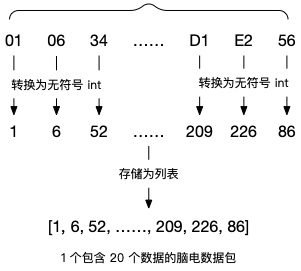 01 06 34 …… D1 E2 56
转换为无符号 int 转换为无符号 int
1 6 52 …… 209 226 86
存储为列表
[1, 6, 52, ……, 209, 226, 86]
1 个包含 20 个数据的脑电数据包